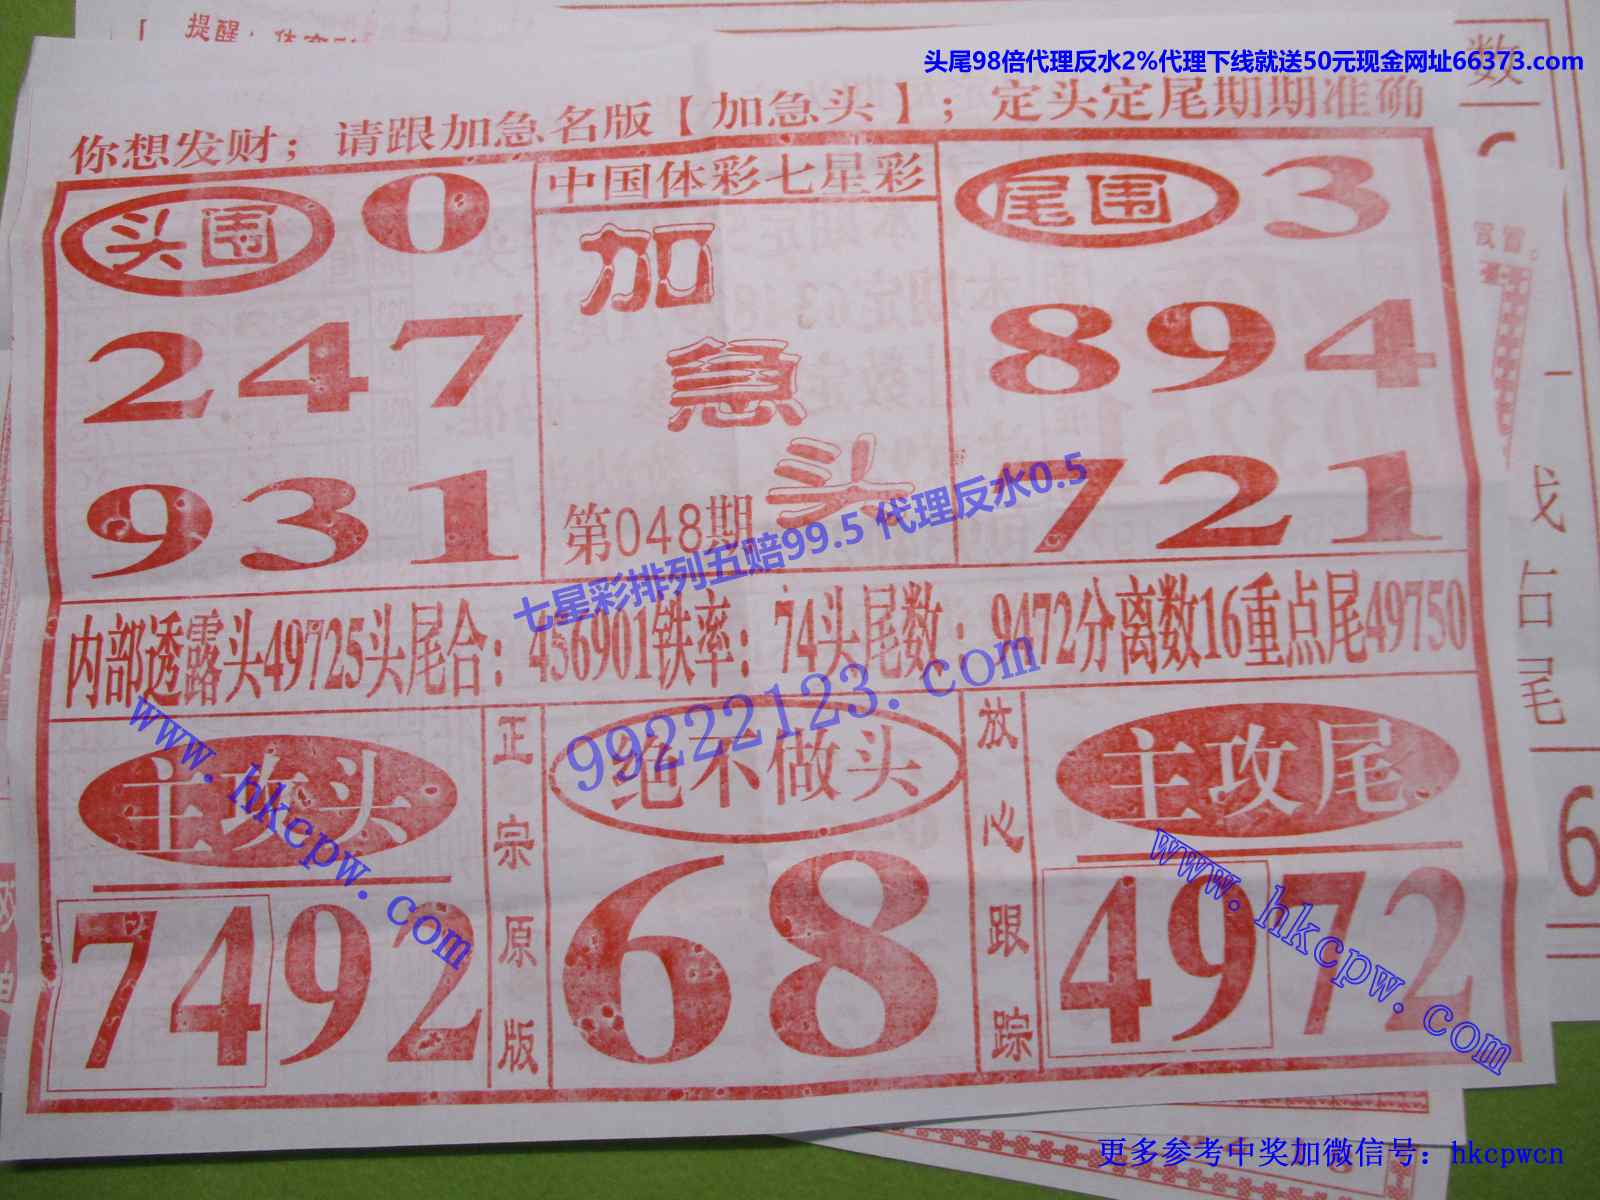 提醒：
数
头尾98倍代理反水2%代理下线就送50元现金网址66373.com
你想发财；请跟加急名版【加急头】；定头定尾期期准确
头围 0
247
931
中国体彩七星彩
加急头
第048期
尾围 3
894
721
七星彩排列五赔99.5 代理反水0.5
内部透露头49725头尾合：456901铁率：74头尾数：9472分离数16重点尾49750
99222123.com
主攻头
7492
www.hkcpw.com
正宗原版
绝不做头
68
放心跟踪
主攻尾
4972
www.hkcpw.com
尾
6
更多参考中奖加微信号：hkcpwcn